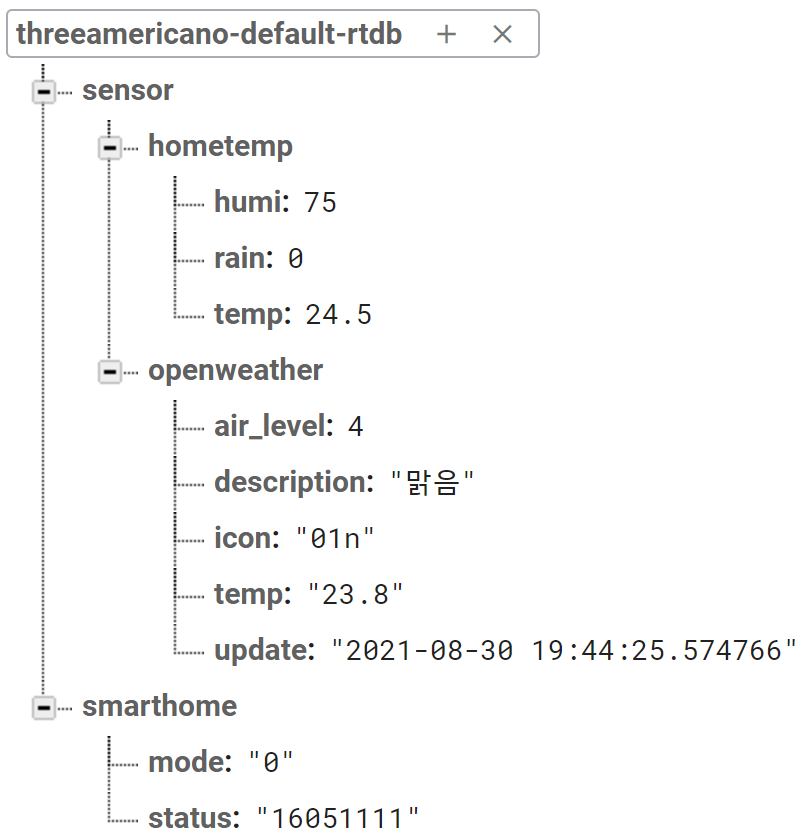 threeamericano-default-rtdb
sensor
hometemp
humi: 75
rain: 0
temp: 24.5
openweather
air_level: 4
description: "맑음"
icon: "01n"
temp: "23.8"
update: "2021-08-30 19:44:25.574766"
smarthome
mode: "0"
status: "16051111"